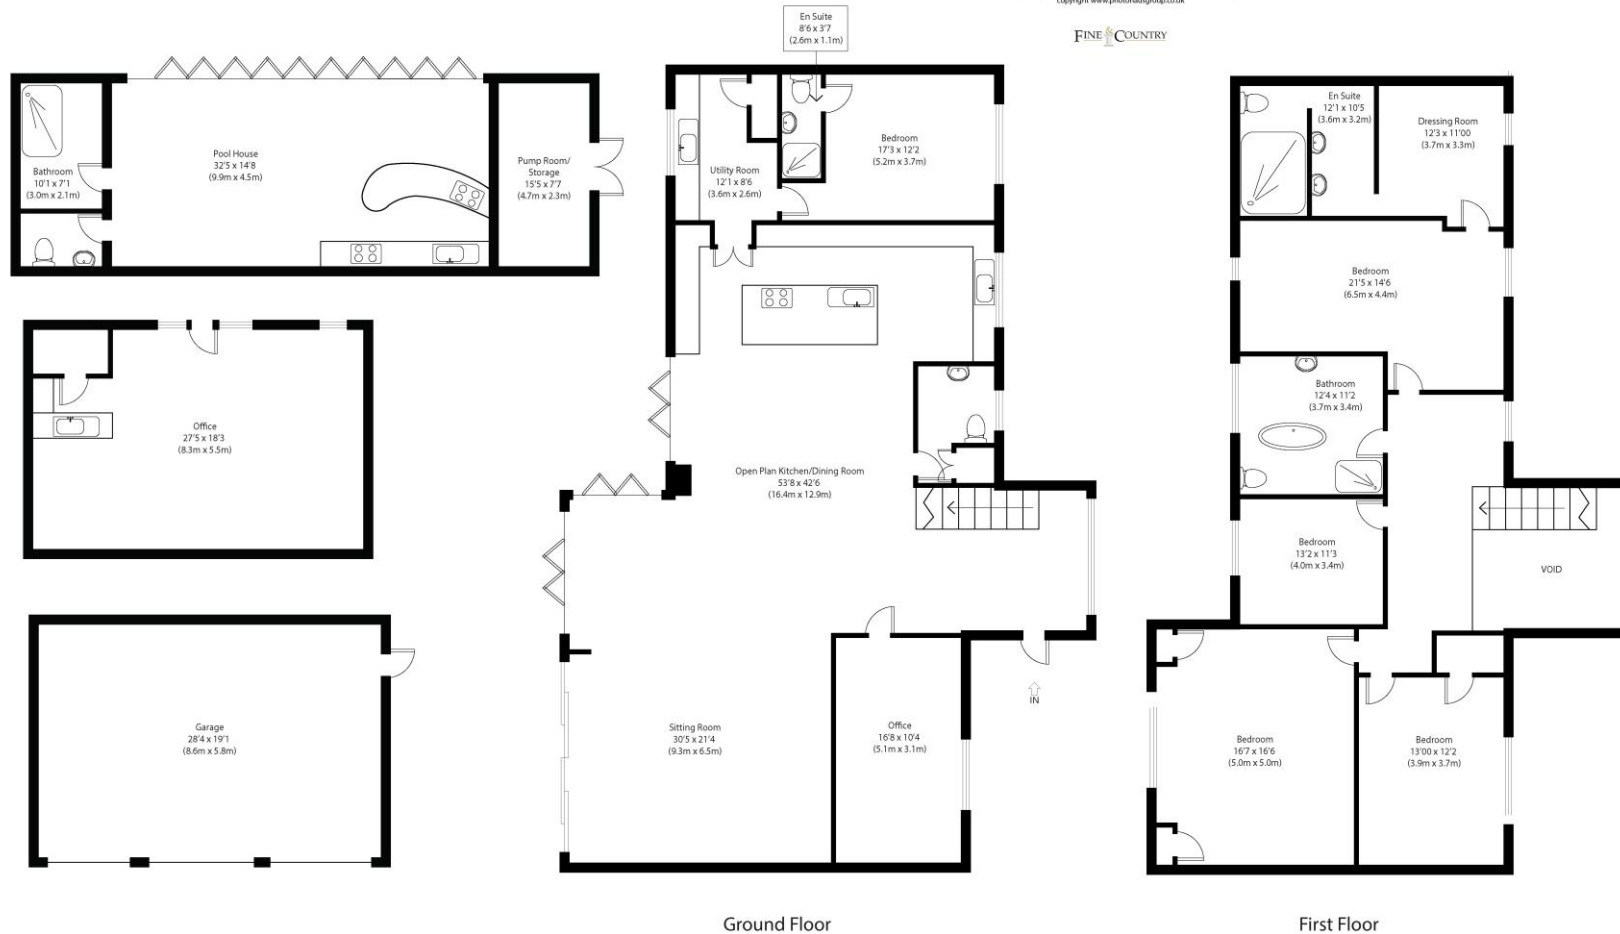 copyright www.photohausgroup.co.uk
FINE & COUNTRY
En Suite
8'6 x 3'7
(2.6m x 1.1m)
Pool House
32'5 x 14'8
(9.9m x 4.5m)
Bathroom
10'1 x 7'1
(3.0m x 2.1m)
Pump Room/
Storage
15'5 x 7'7
(4.7m x 2.3m)
Utility Room
12'1 x 8'6
(3.6m x 2.6m)
Bedroom
17'3 x 12'2
(5.2m x 3.7m)
En Suite
12'1 x 10'5
(3.6m x 3.2m)
Dressing Room
12'3 x 11'00
(3.7m x 3.3m)
Bedroom
21'5 x 14'6
(6.5m x 4.4m)
Office
27'5 x 18'3
(8.3m x 5.5m)
Open Plan Kitchen/Dining Room
53'8 x 42'6
(16.4m x 12.9m)
Bathroom
12'4 x 11'2
(3.7m x 3.4m)
Bedroom
13'2 x 11'3
(4.0m x 3.4m)
VOID
IN
Garage
28'4 x 19'1
(8.6m x 5.8m)
Sitting Room
30'5 x 21'4
(9.3m x 6.5m)
Office
16'8 x 10'4
(5.1m x 3.1m)
Bedroom
16'7 x 16'6
(5.0m x 5.0m)
Bedroom
13'00 x 12'2
(3.9m x 3.7m)
Ground Floor
First Floor